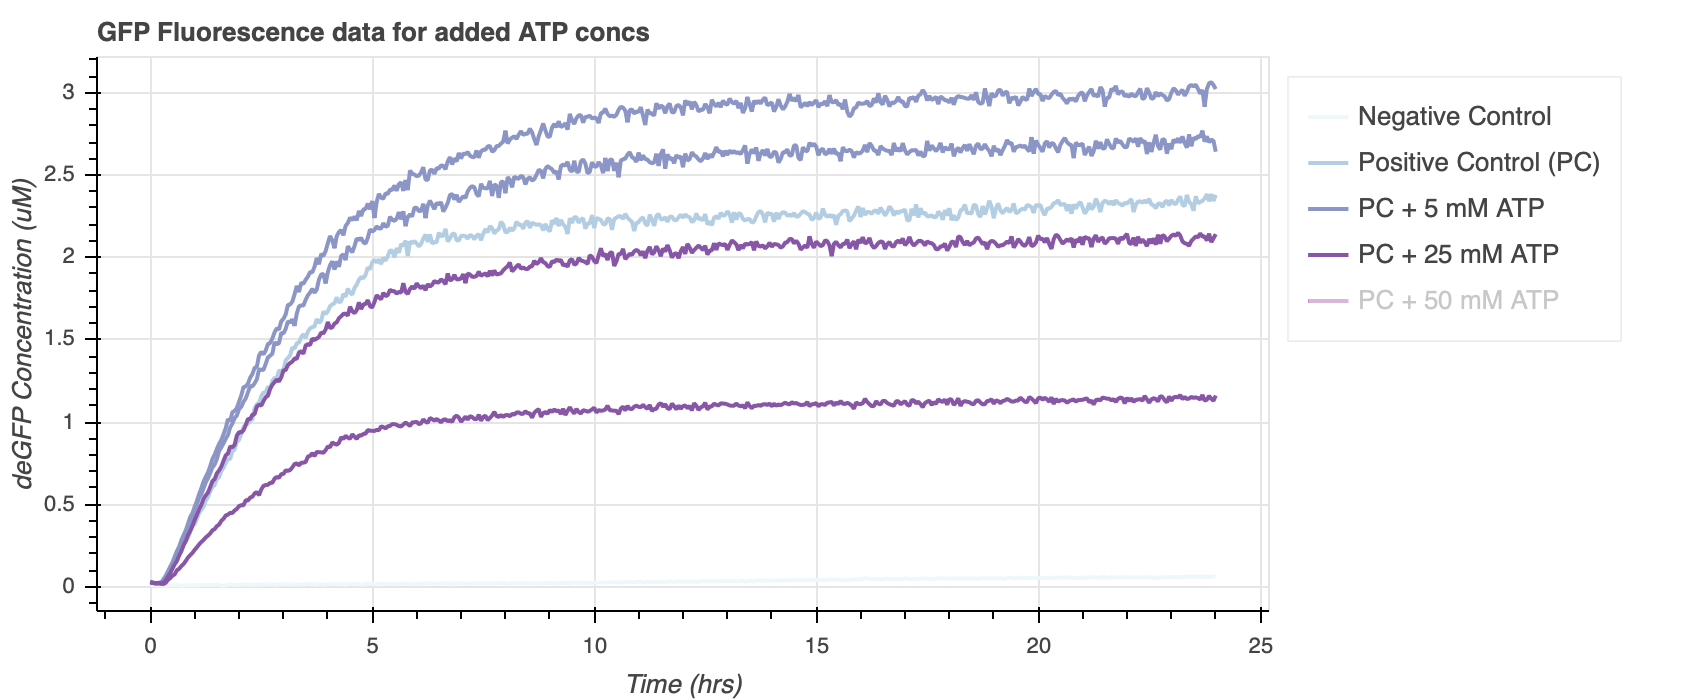 GFP Fluorescence data for added ATP concs
deGFP Concentration (uM)
3
2.5
2
1.5
1
0.5
0
0 5 10 15 20 25
Time (hrs)
Negative Control
Positive Control (PC)
PC + 5 mM ATP
PC + 25 mM ATP
PC + 50 mM ATP